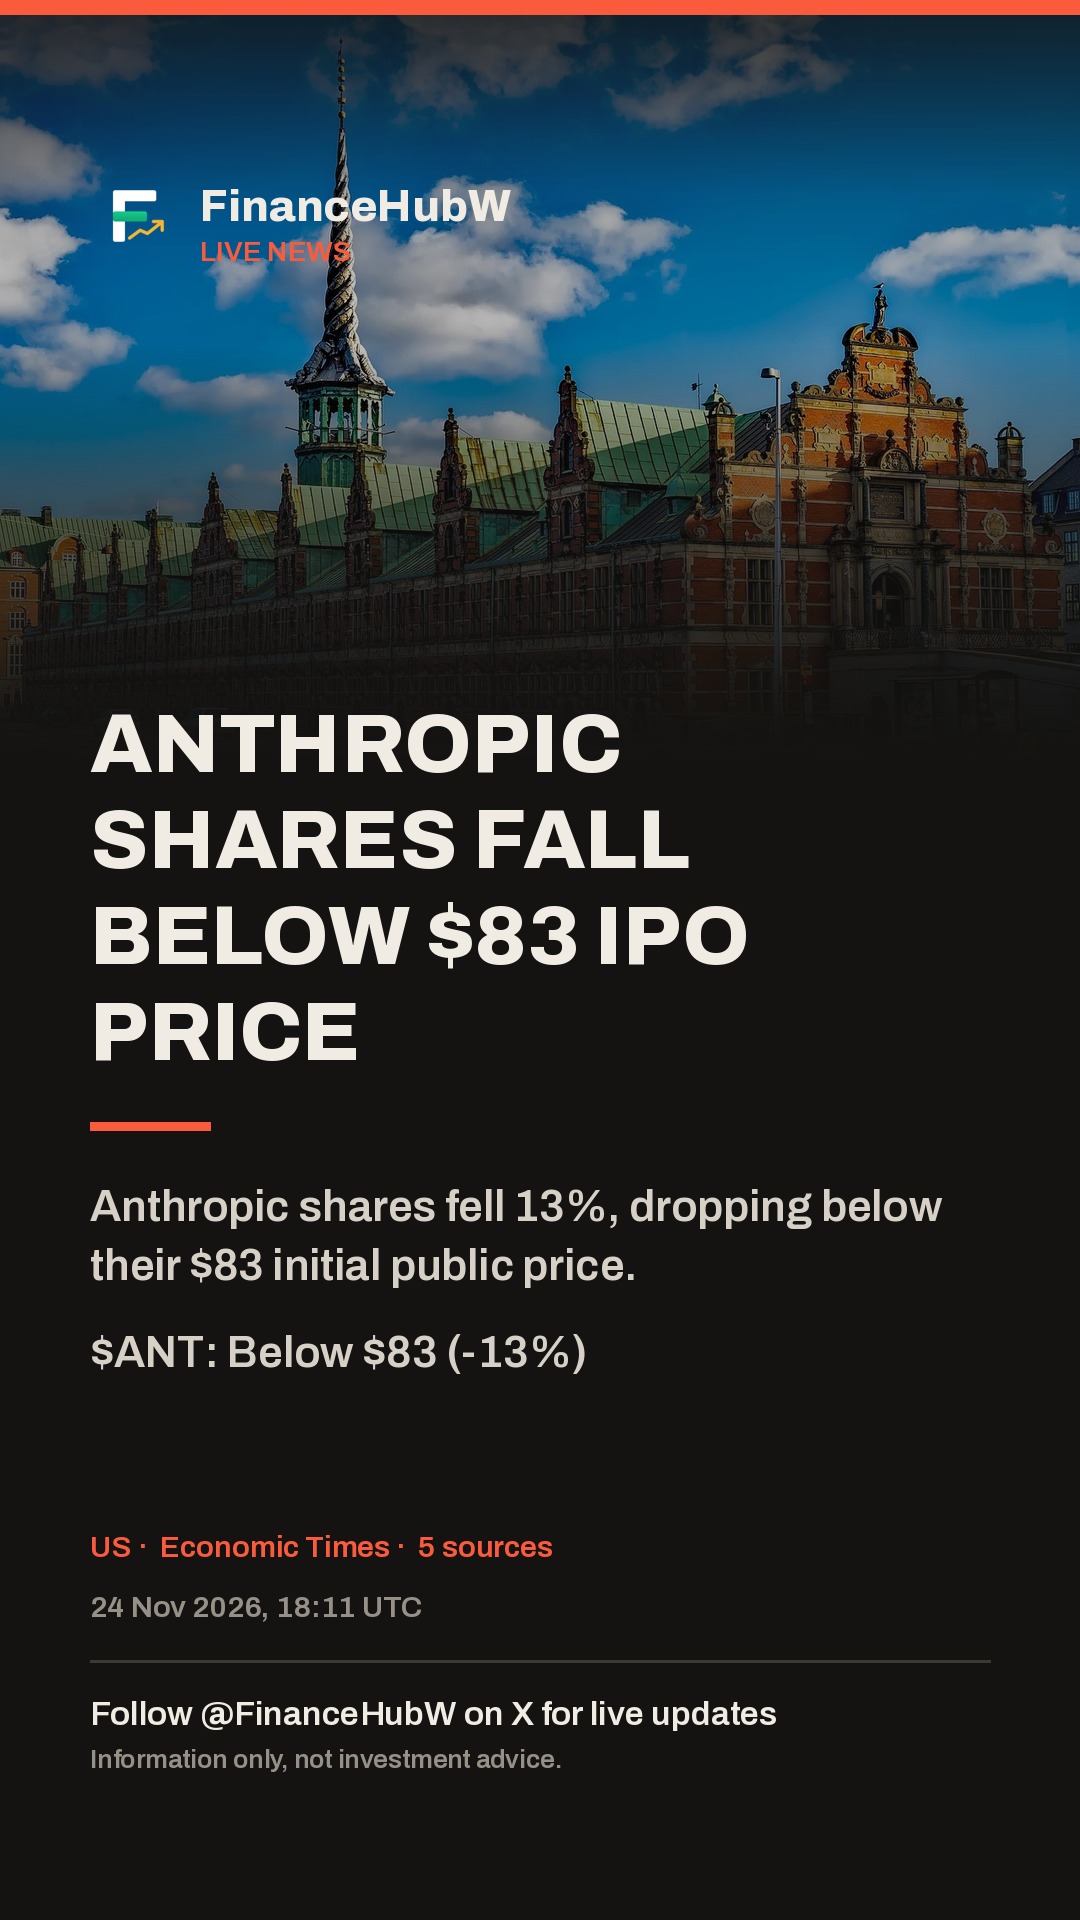 FinanceHubW
LIVE NEWS
ANTHROPIC
SHARES FALL
BELOW $83 IPO
PRICE
Anthropic shares fell 13%, dropping below
their $83 initial public price.
$ANT: Below $83 (-13%)
US · Economic Times · 5 sources
24 Nov 2026, 18:11 UTC
Follow @FinanceHubW on X for live updates
Information only, not investment advice.